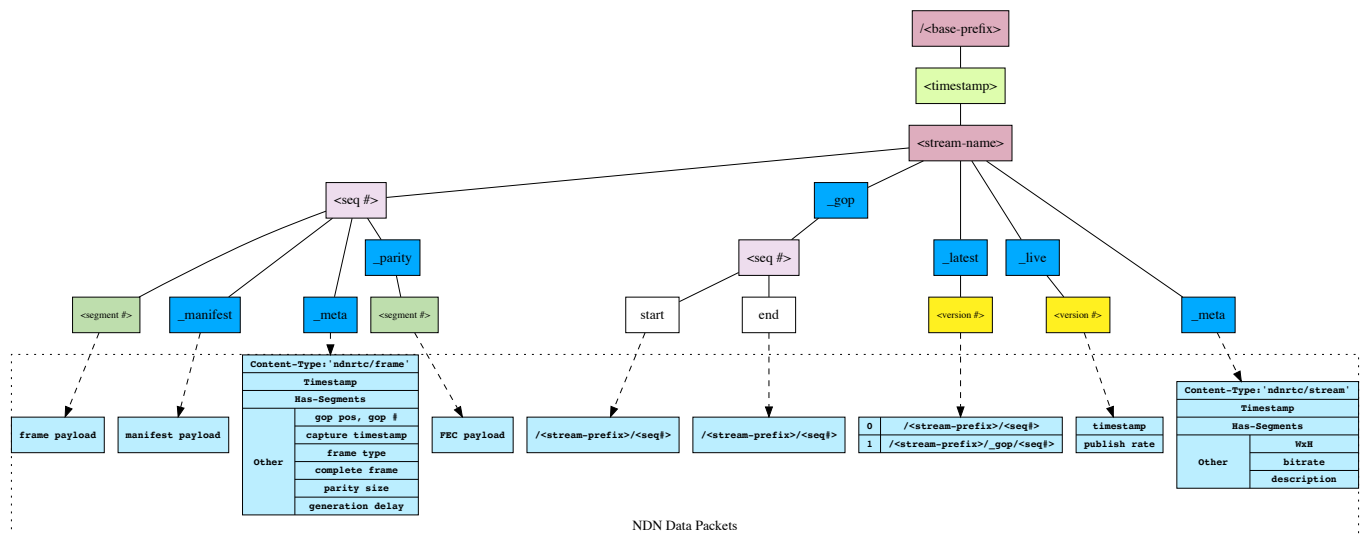 /<base-prefix>
<timestamp>
<stream-name>
<seq #>
_gop
_parity
<seq #>
_latest
_live
<segment #>
_manifest
_meta
<segment #>
start
end
<version #>
<version #>
_meta
frame payload
manifest payload
Content-Type:'ndnrtc/frame'
Timestamp
Has-Segments
Other
gop pos, gop #
capture timestamp
frame type
complete frame
parity size
generation delay
FEC payload
/<stream-prefix>/<seq#>
/<stream-prefix>/<seq#>
0 /<stream-prefix>/<seq#>
1 /<stream-prefix>/_gop/<seq#>
timestamp
publish rate
Content-Type:'ndnrtc/stream'
Timestamp
Has-Segments
Other
WxH
bitrate
description
NDN Data Packets